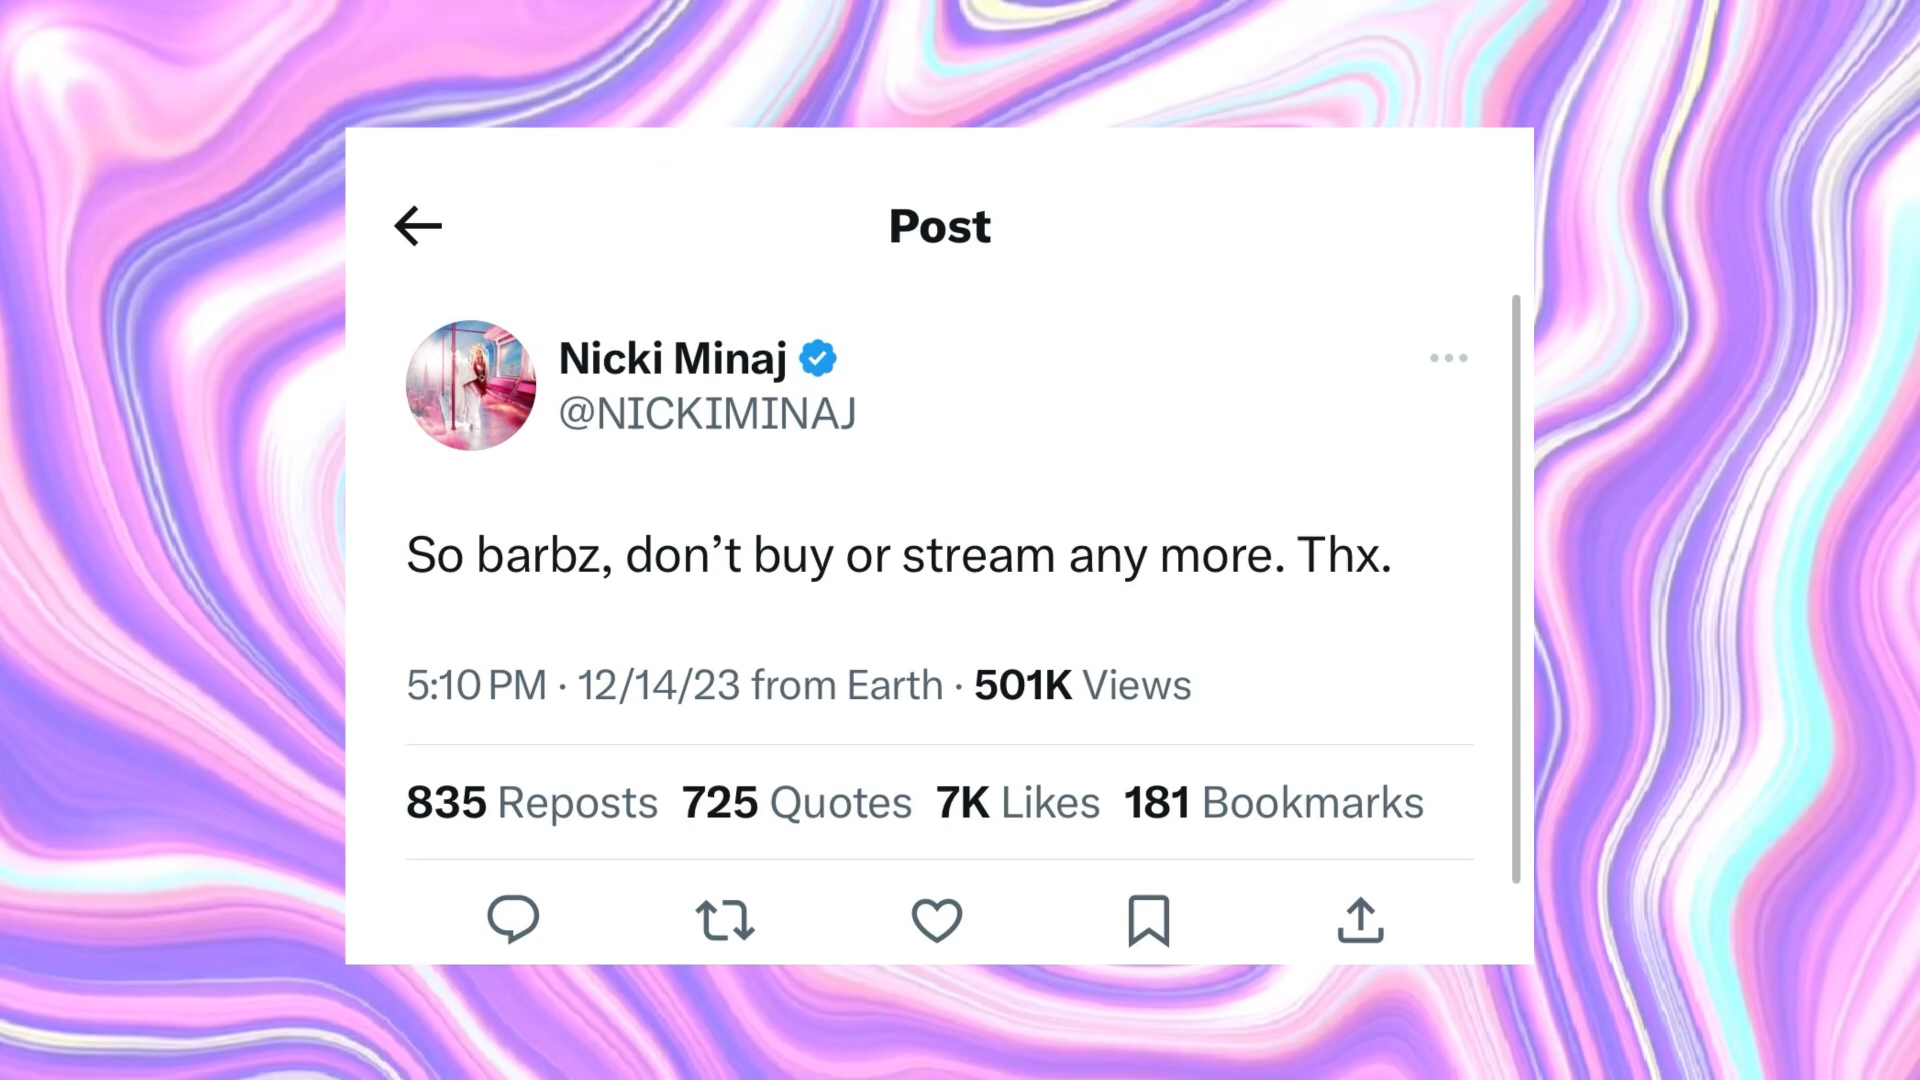 Post
Nicki Minaj
@NICKIMINAJ
So barbz, don’t buy or stream any more. Thx.
5:10 PM · 12/14/23 from Earth · 501K Views
835 Reposts 725 Quotes 7K Likes 181 Bookmarks